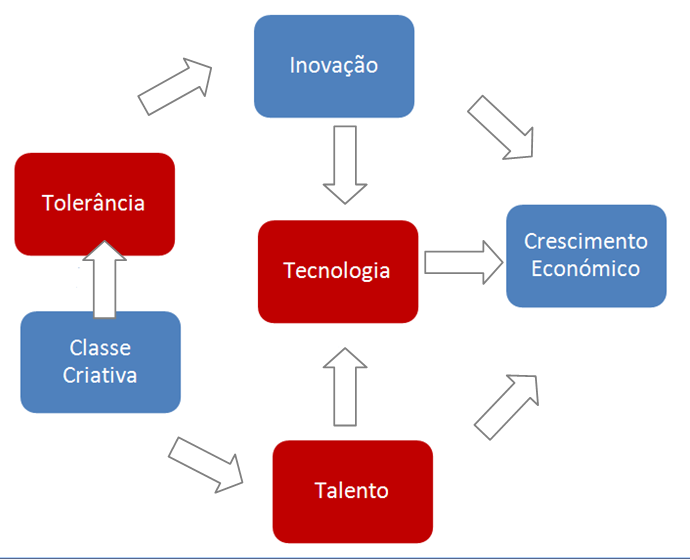 Inovação
Tolerância
Tecnologia
Crescimento
Económico
Classe
Criativa
Talento